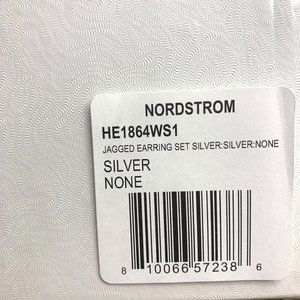 NORDSTROM
HE1864WS1
JAGGED EARRING SET SILVER:SILVER:NONE
SILVER
NONE
8 10066 57238 6